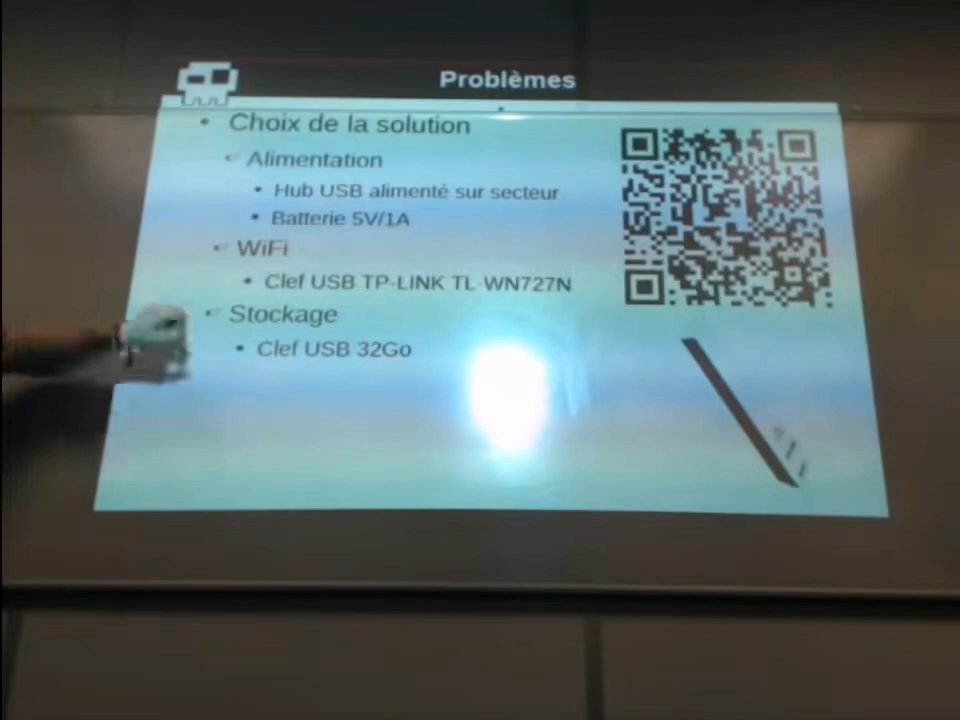 Problèmes
• Choix de la solution
☞ Alimentation
• Hub USB alimenté sur secteur
• Batterie 5V/1A
☞ WiFi
• Clef USB TP-LINK TL-WN727N
☞ Stockage
• Clef USB 32Go